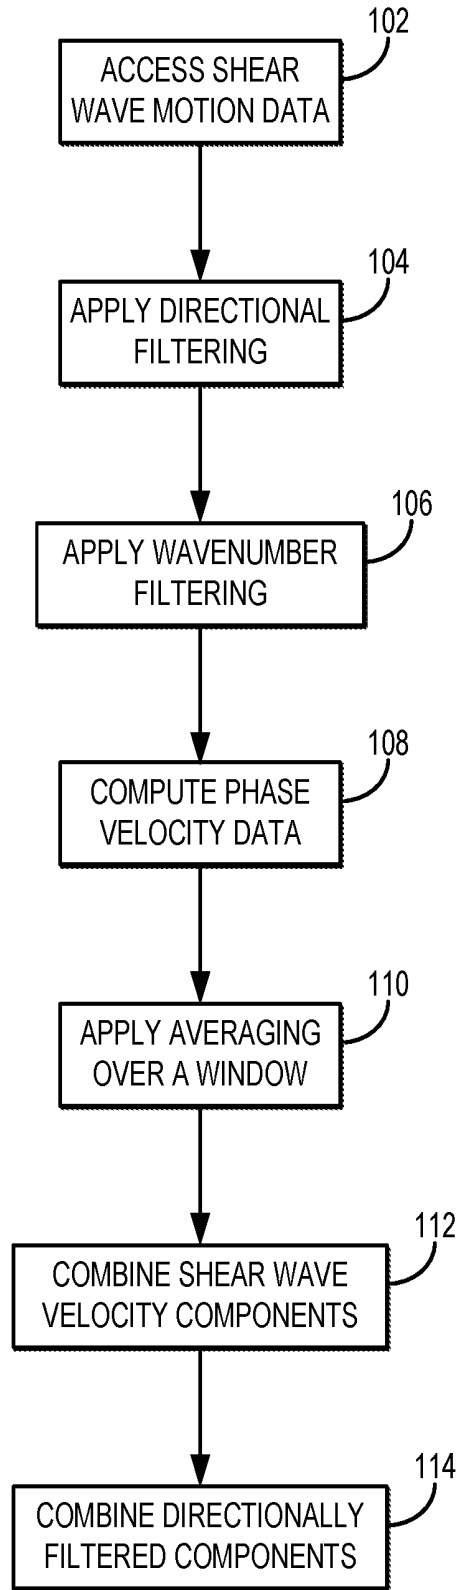 102
ACCESS SHEAR
WAVE MOTION DATA
104
APPLY DIRECTIONAL
FILTERING
106
APPLY WAVENUMBER
FILTERING
108
COMPUTE PHASE
VELOCITY DATA
110
APPLY AVERAGING
OVER A WINDOW
112
COMBINE SHEAR WAVE
VELOCITY COMPONENTS
114
COMBINE DIRECTIONALLY
FILTERED COMPONENTS